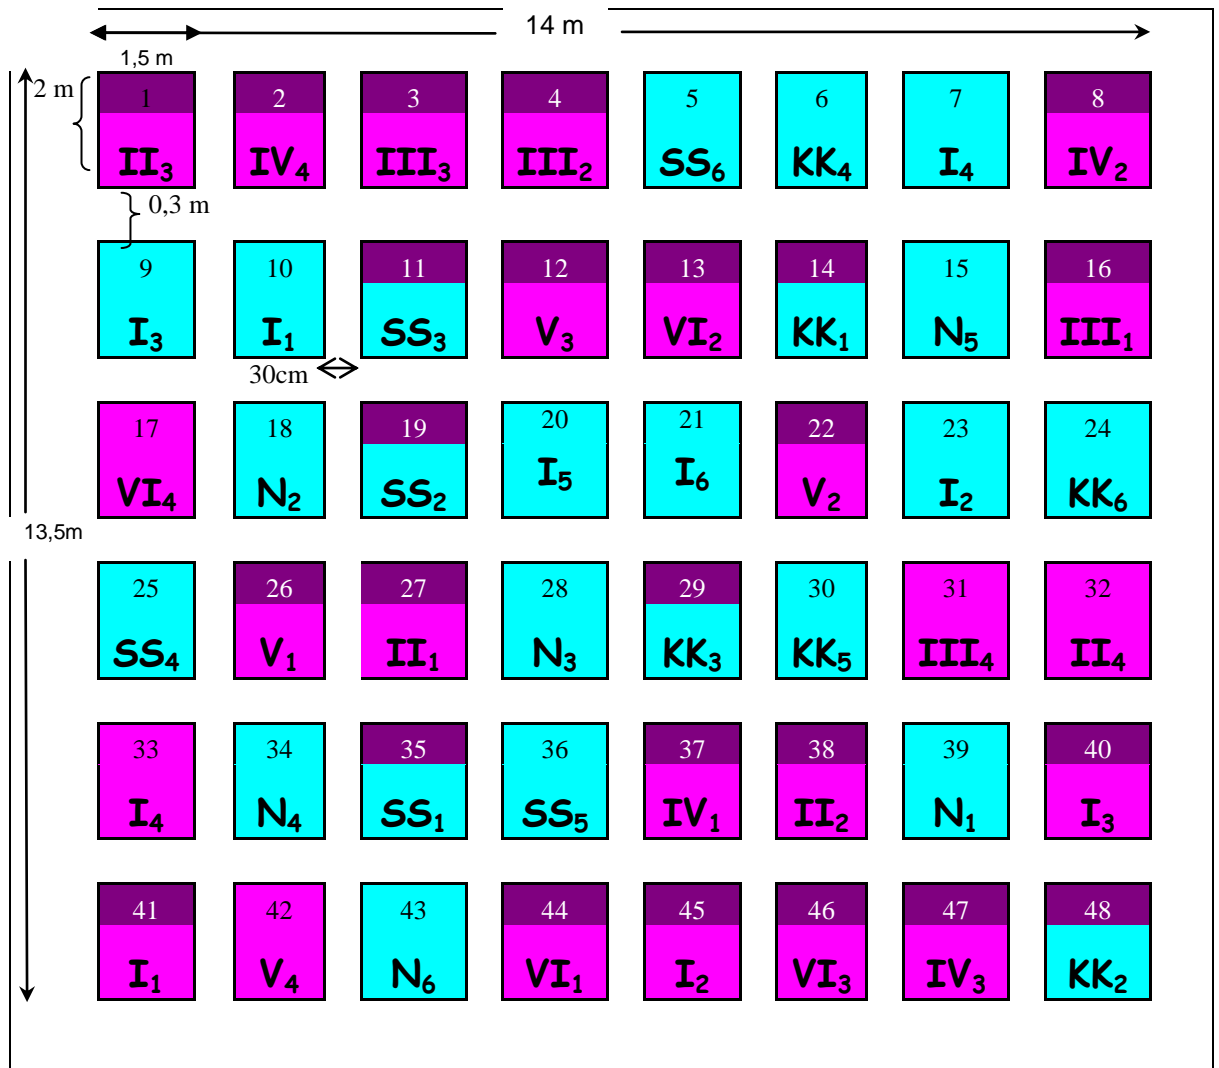 14 m
1,5 m
2 m
1 2 3 4 5 6 7 8
II₃ IV₄ III₃ III₂ SS₆ KK₄ I₄ IV₂
0,3 m
9 10 11 12 13 14 15 16
I₃ I₁ SS₃ V₃ VI₂ KK₁ N₅ III₁
30cm
17 18 19 20 21 22 23 24
VI₄ N₂ SS₂ I₅ I₆ V₂ I₂ KK₆
13,5m
25 26 27 28 29 30 31 32
SS₄ V₁ II₁ N₃ KK₃ KK₅ III₄ II₄
33 34 35 36 37 38 39 40
I₄ N₄ SS₁ SS₅ IV₁ II₂ N₁ I₃
41 42 43 44 45 46 47 48
I₁ V₄ N₆ VI₁ I₂ VI₃ IV₃ KK₂